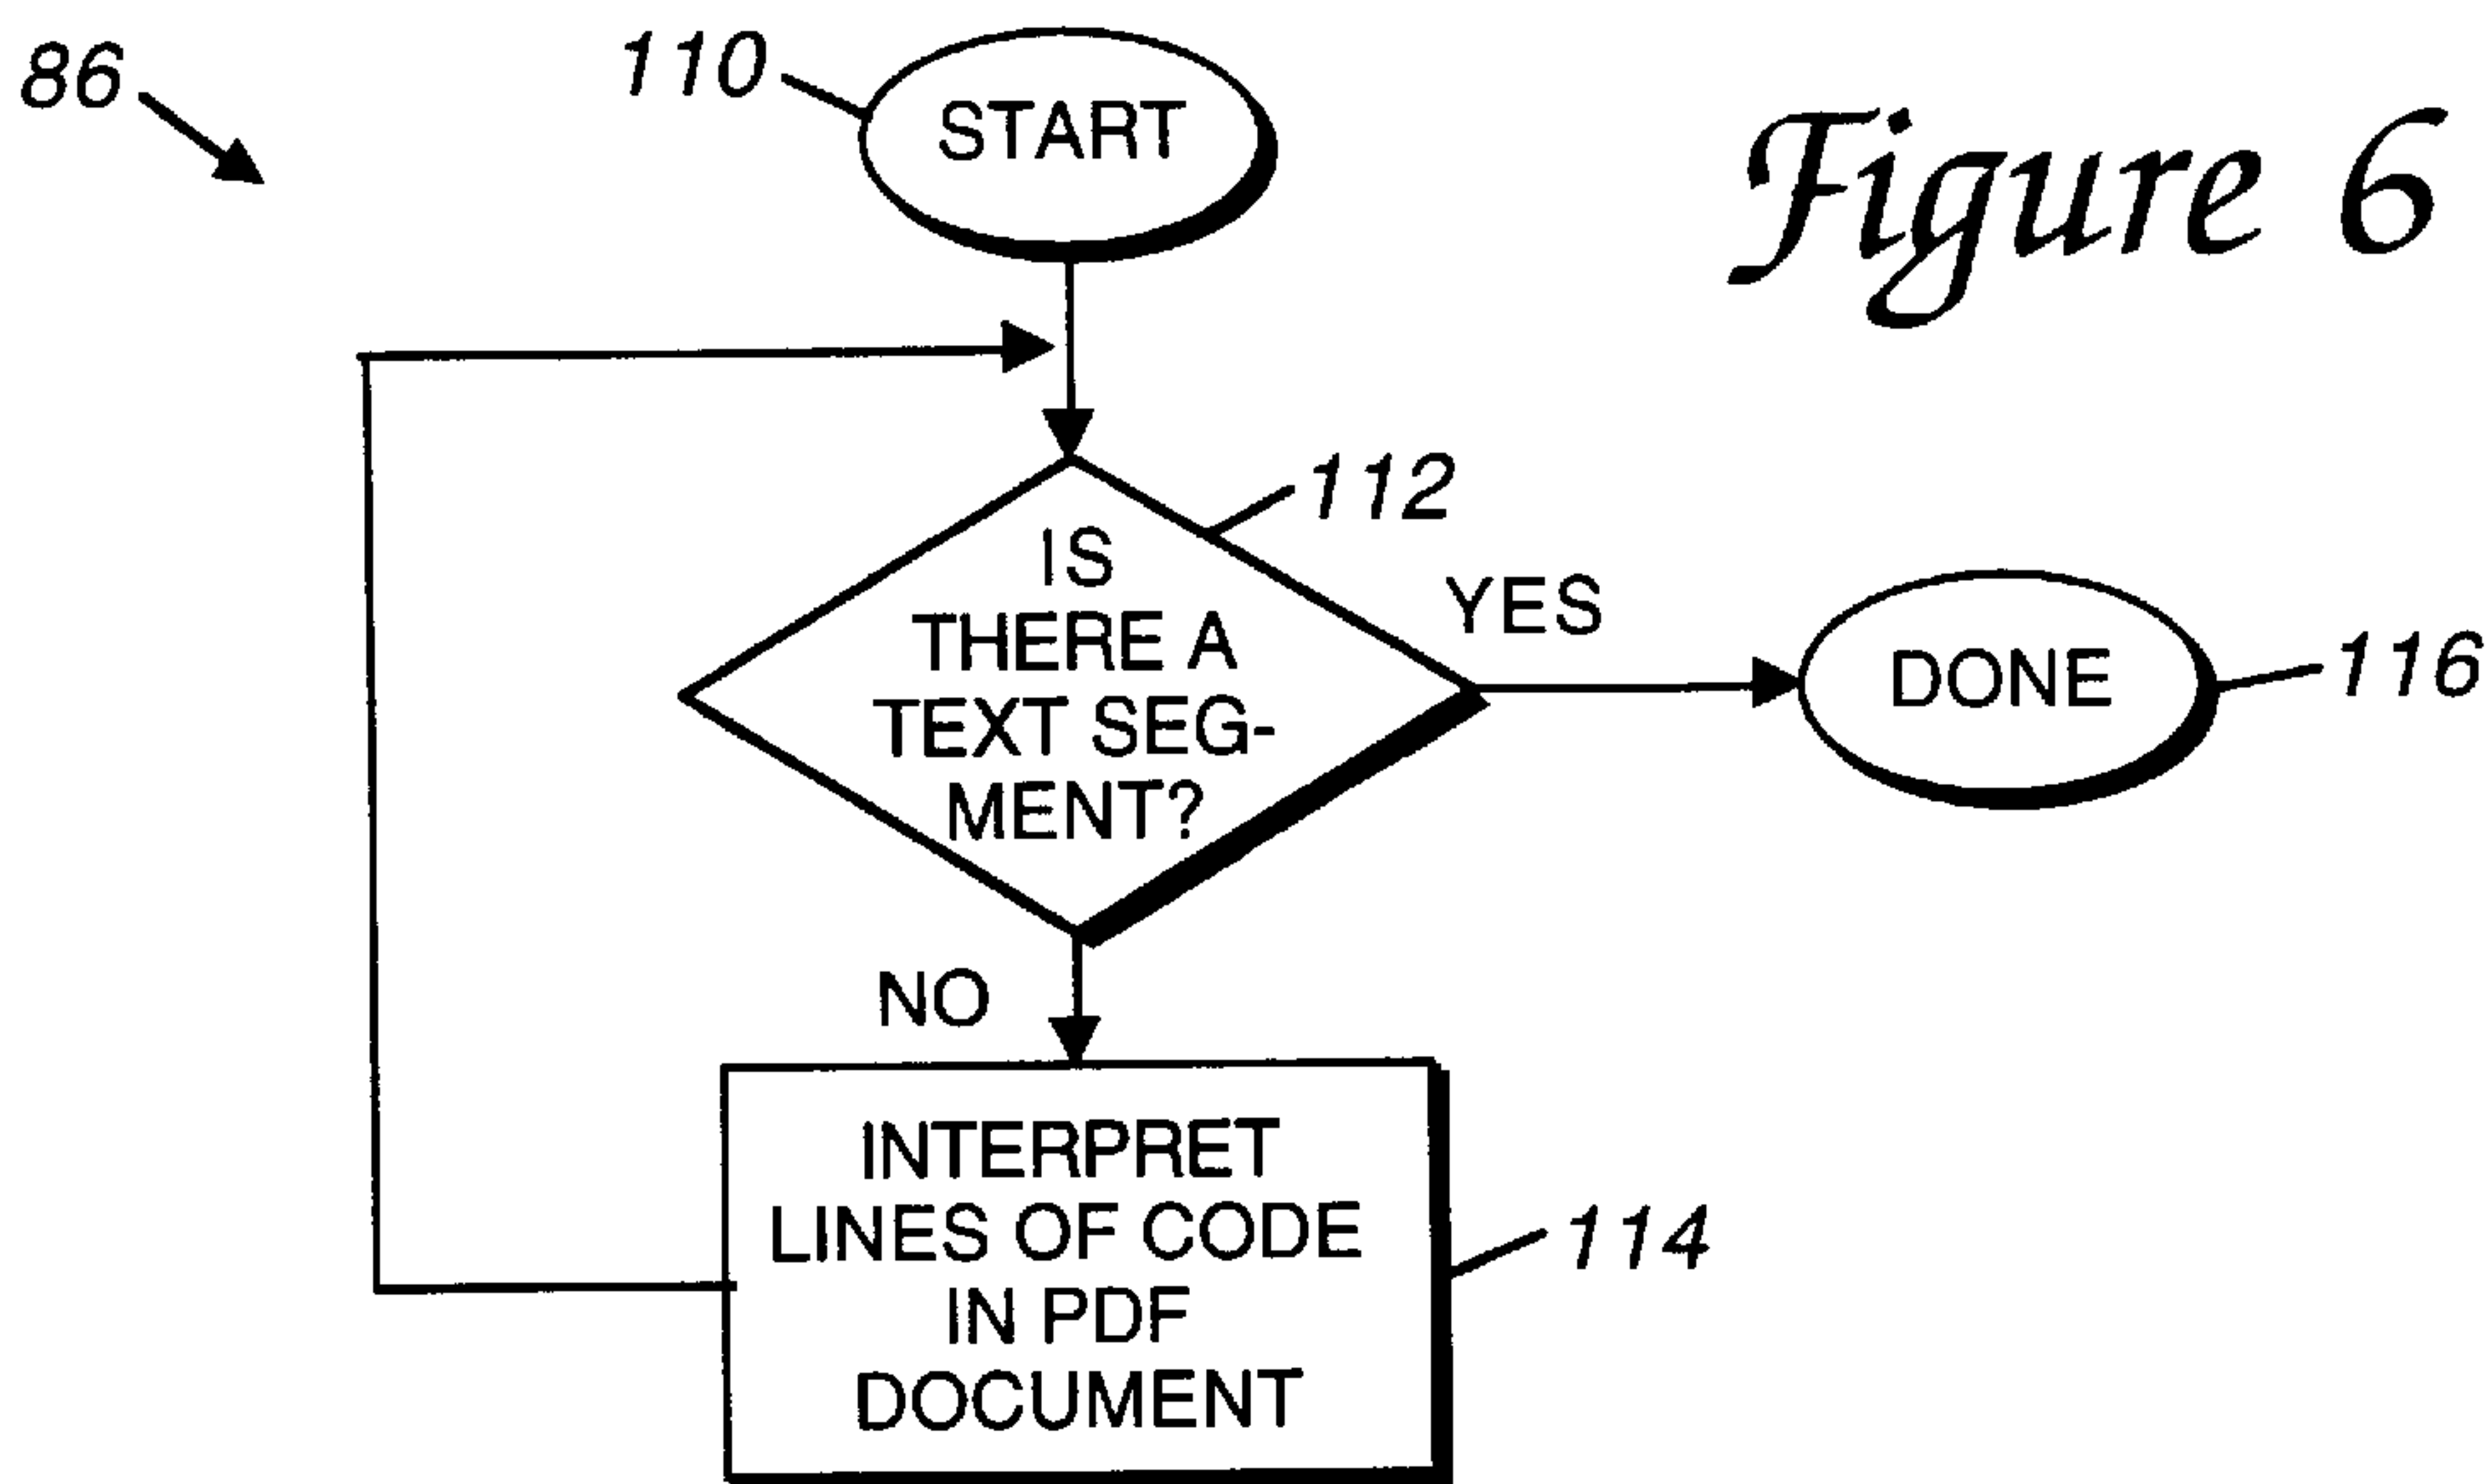 86
110
START
Figure 6
112
IS
THERE A
TEXT SEG-
MENT?
YES
DONE
116
NO
INTERPRET
LINES OF CODE
IN PDF
DOCUMENT
114